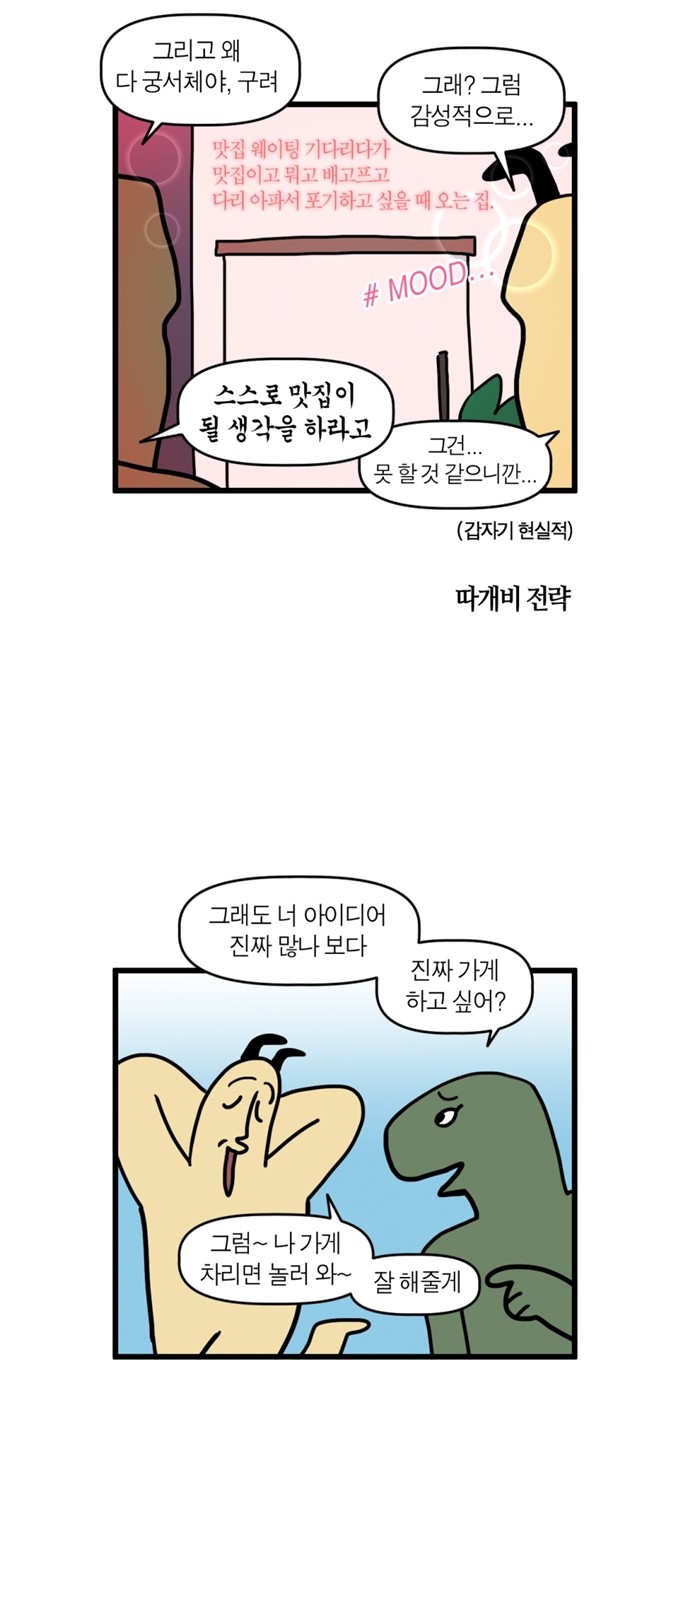 그리고 왜
다 궁서체야, 구려
그래? 그럼
감성적으로...
맛집 웨이팅 기다리다가
맛집이고 뭐고 배고프고
다리 아파서 포기하고 싶을 때 오는 집.
# MOOD...
스스로 맛집이
될 생각을 하라고
그건...
못 할 것 같으니깐...
(갑자기 현실적)
따개비 전략
그래도 너 아이디어
진짜 많나 보다
진짜 가게
하고 싶어?
그럼~ 나 가게
차리면 놀러 와~
잘 해줄게